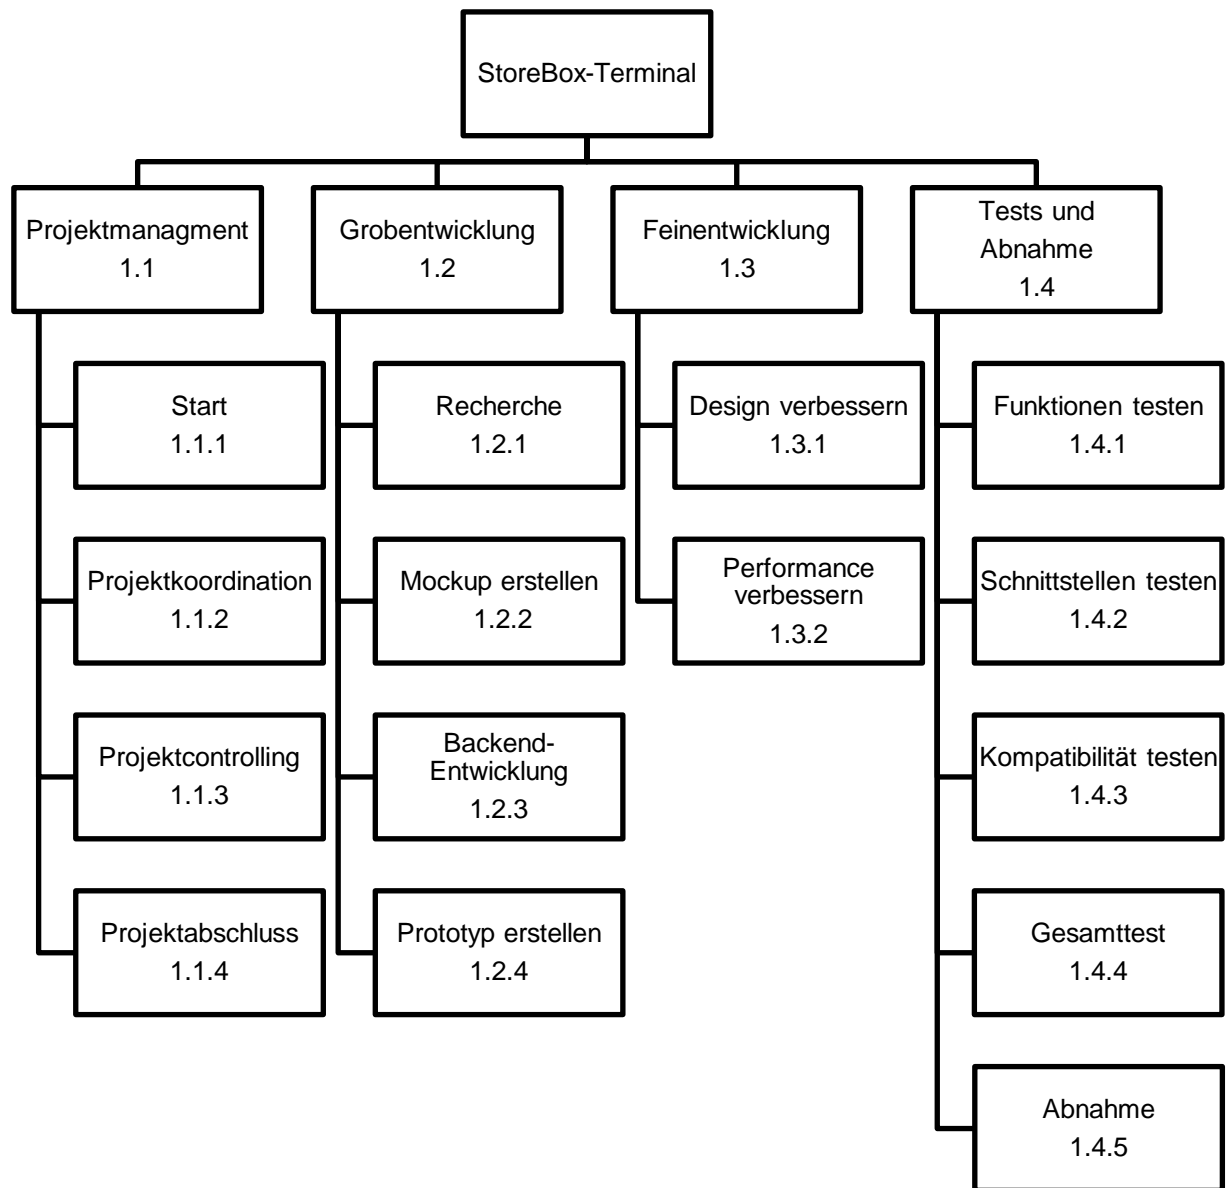 StoreBox-Terminal
Projektmanagment
1.1
Grobentwicklung
1.2
Feinentwicklung
1.3
Tests und
Abnahme
1.4
Start
1.1.1
Recherche
1.2.1
Design verbessern
1.3.1
Funktionen testen
1.4.1
Projektkoordination
1.1.2
Mockup erstellen
1.2.2
Performance
verbessern
1.3.2
Schnittstellen testen
1.4.2
Projektcontrolling
1.1.3
Backend-
Entwicklung
1.2.3
Kompatibilität testen
1.4.3
Projektabschluss
1.1.4
Prototyp erstellen
1.2.4
Gesamttest
1.4.4
Abnahme
1.4.5